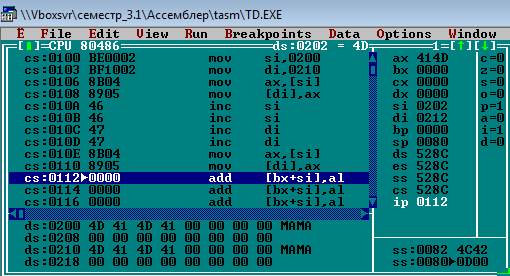 \\Vboxsvr\семестр_3.1\Ассемблер\tasm\TD.EXE
E File Edit View Run Breakpoints Data Options Window
[■]=CPU 80486 ds:0202 = 4D 1=[↑][↓]
cs:0100 BE0002 mov si,0200 ax 414D c=0
cs:0103 BF1002 mov di,0210 bx 0000 z=0
cs:0106 8B04 mov ax,[si] cx 0000 s=0
cs:0108 8905 mov [di],ax dx 0000 o=0
cs:010A 46 inc si si 0202 p=1
cs:010B 46 inc si di 0212 a=0
cs:010C 47 inc di bp 0000 i=1
cs:010D 47 inc di sp 0080 d=0
cs:010E 8B04 mov ax,[si] ds 528C
cs:0110 8905 mov [di],ax es 528C
cs:0112►0000 add [bx+si],al ss 528C
cs:0114 0000 add [bx+si],al cs 528C
cs:0116 0000 add [bx+si],al ip 0112
ds:0200 4D 41 4D 41 00 00 00 00 MAMA
ds:0208 00 00 00 00 00 00 00 00
ds:0210 4D 41 4D 41 00 00 00 00 MAMA ss:0082 4C42
ds:0218 00 00 00 00 00 00 00 00 ss:0080►0D00